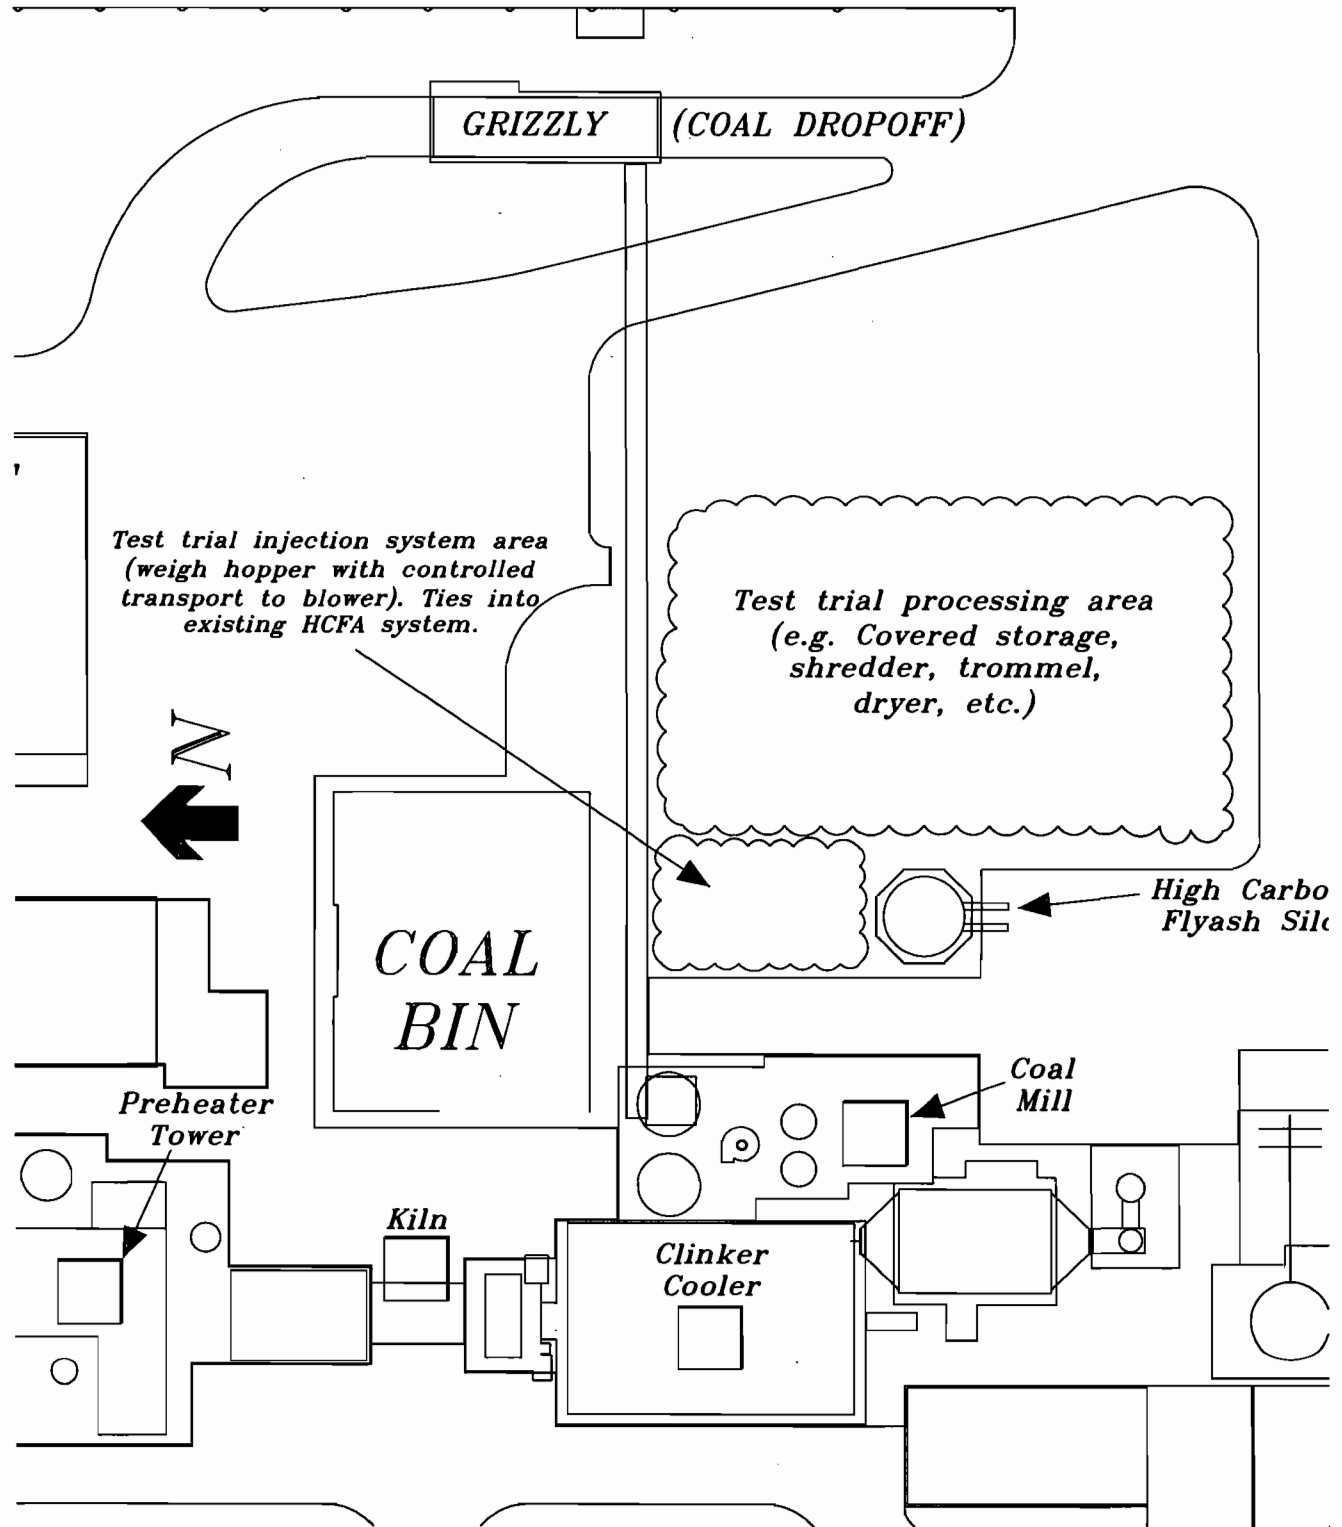 GRIZZLY (COAL DROPOFF)
Test trial injection system area
(weigh hopper with controlled
transport to blower). Ties into
existing HCFA system.
Test trial processing area
(e.g. Covered storage,
shredder, trommel,
dryer, etc.)
N
High Carbo
Flyash Silo
COAL
BIN
Coal
Mill
Preheater
Tower
Kiln
Clinker
Cooler